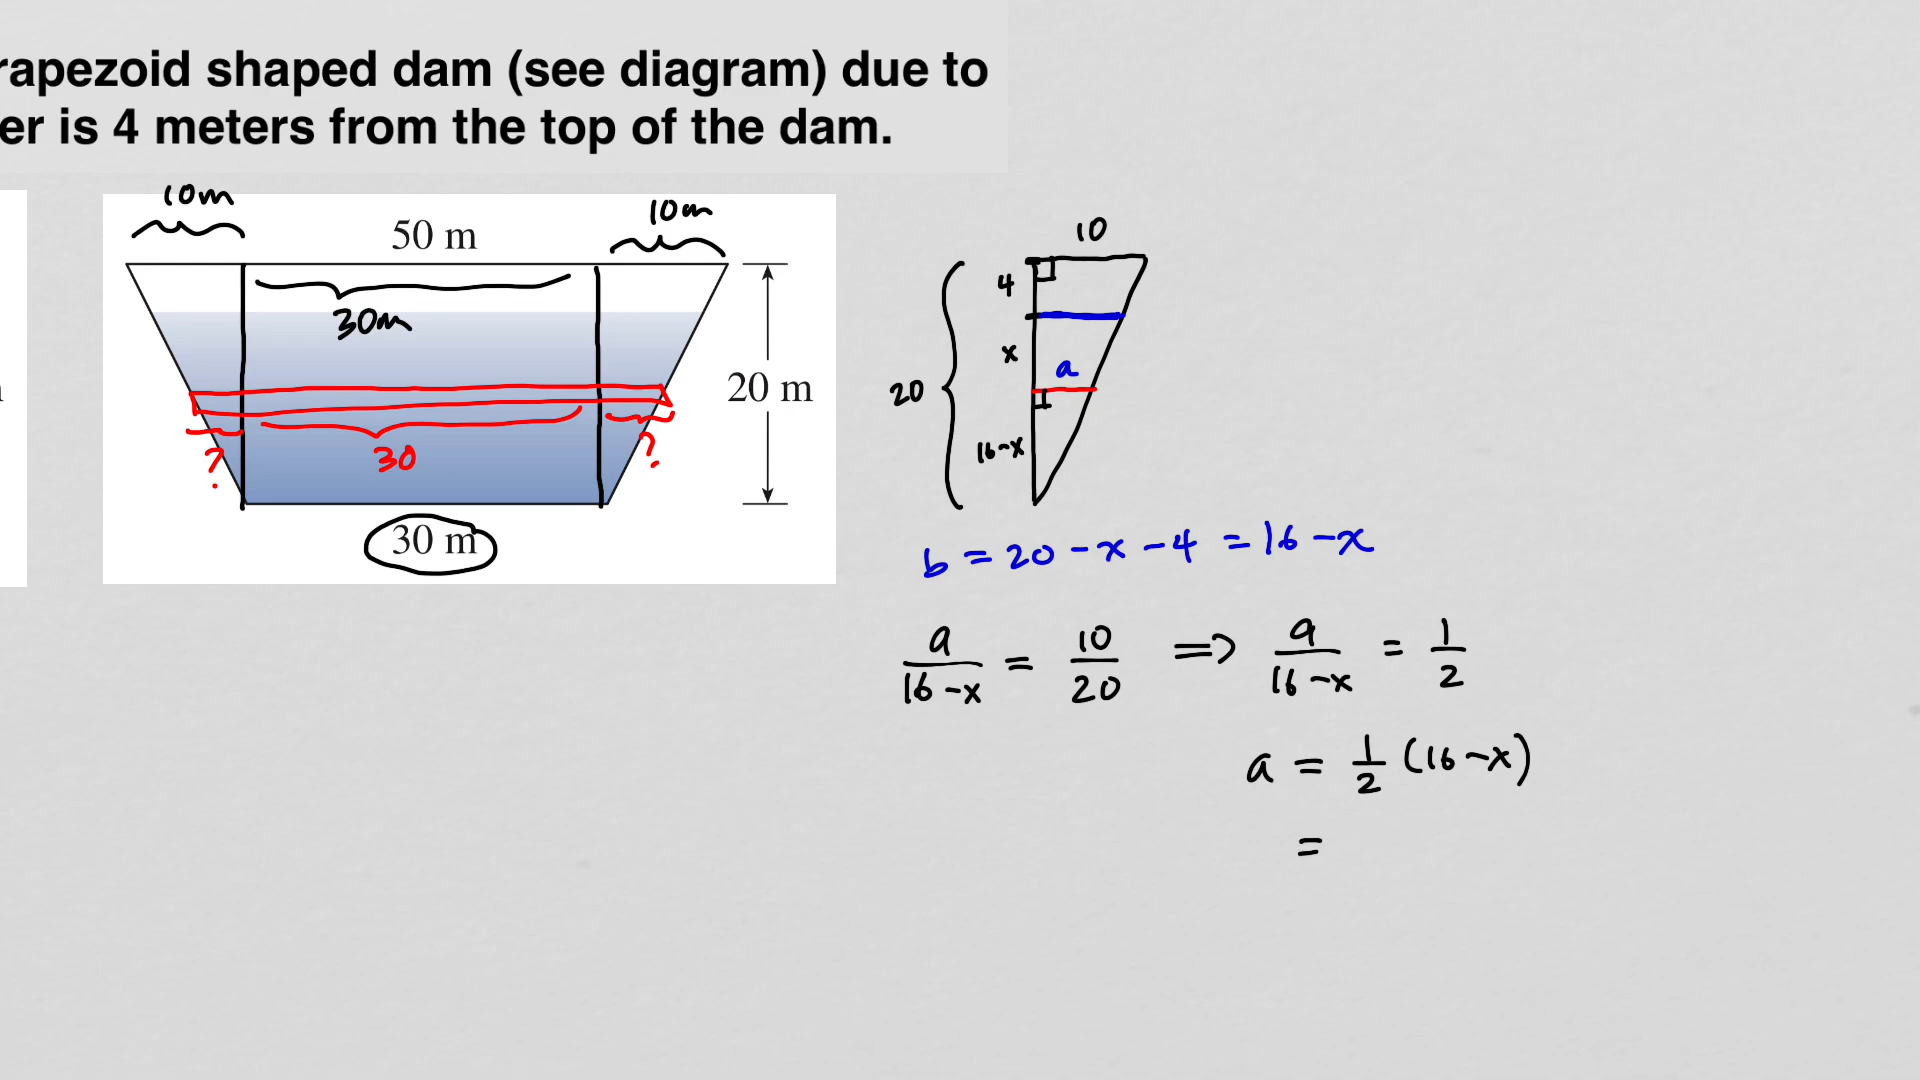 rapezoid shaped dam (see diagram) due to
er is 4 meters from the top of the dam.
10m
10m
50 m
30m
20 m
30
?
?
30 m
10
4
x
a
20
16-x
b = 20 - x - 4 = 16 - x
a/(16-x) = 10/20 ⟹ a/(16-x) = 1/2
a = 1/2 (16-x)
=